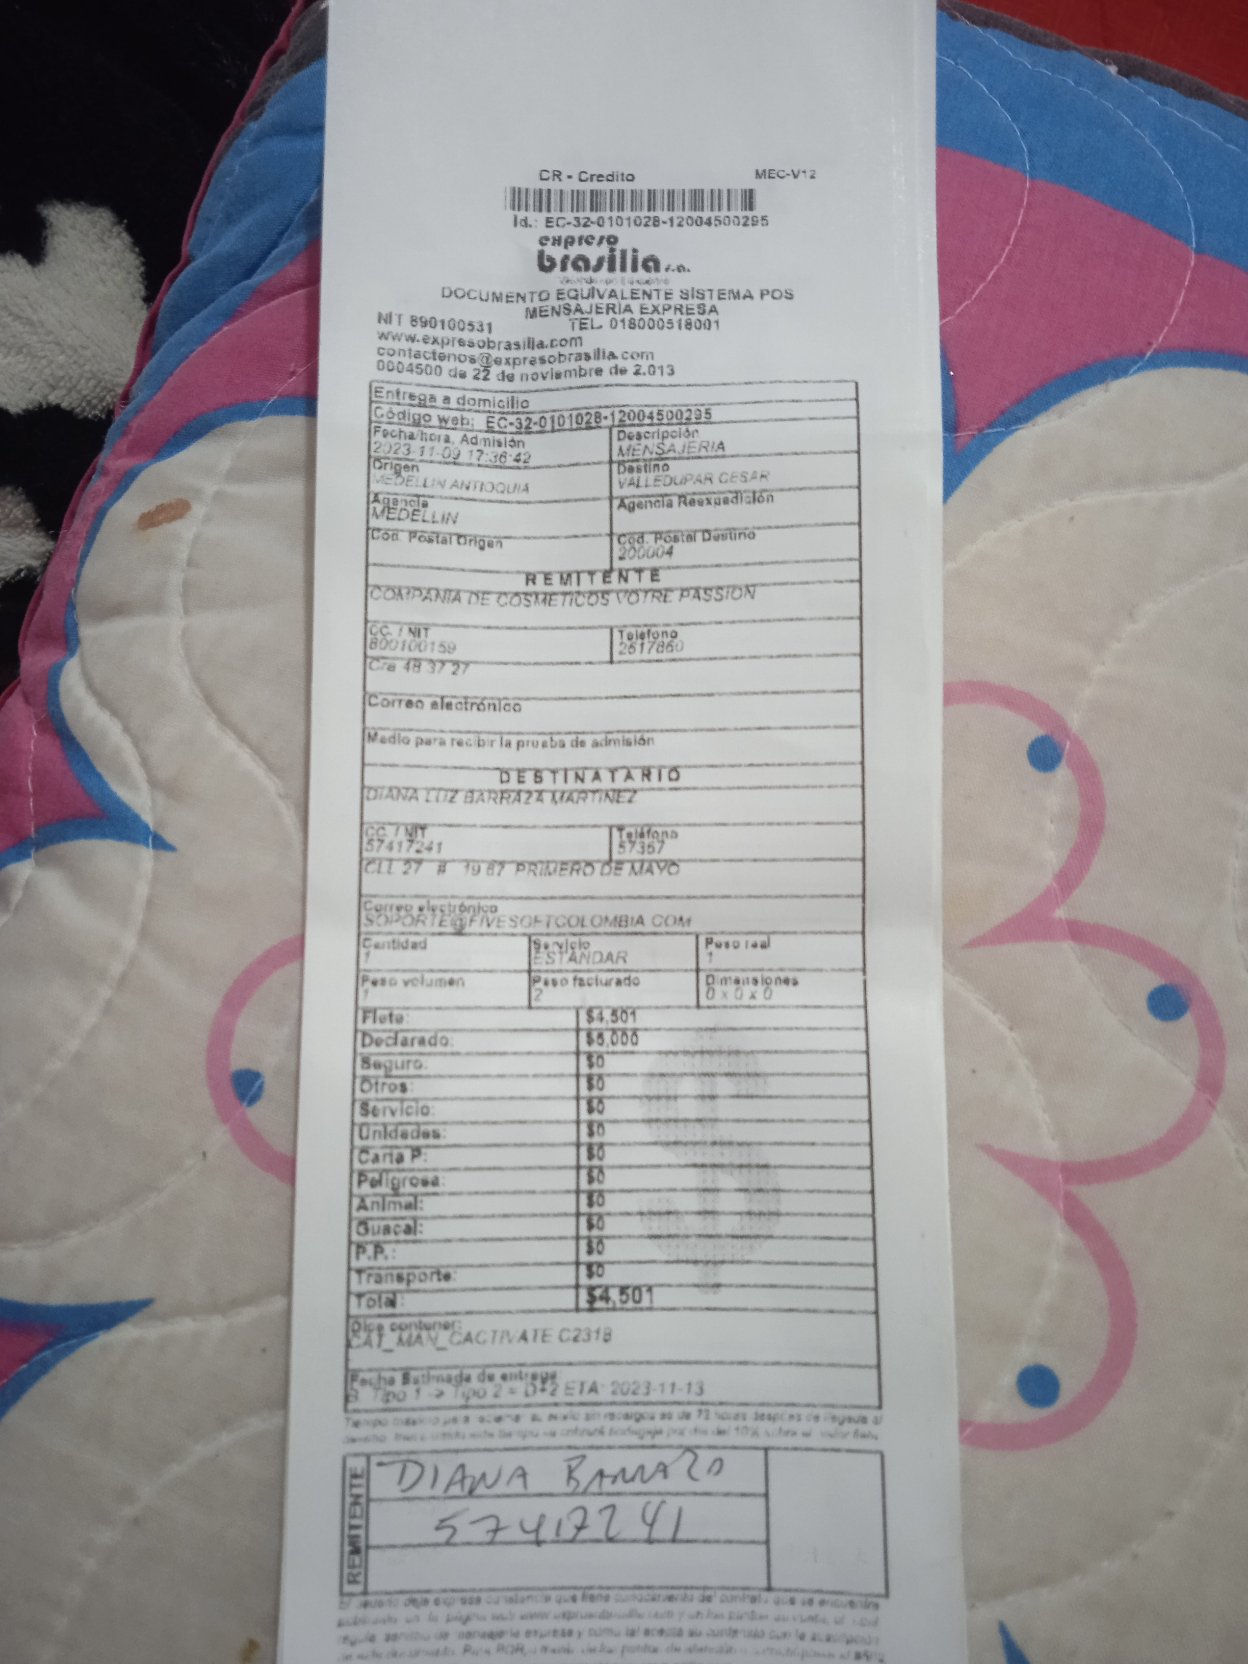 CR - Credito MEC-V12
Id.: EC-32-0101028-12004500295
expreso
brasilia s.a.
DOCUMENTO EQUIVALENTE SISTEMA POS
MENSAJERIA EXPRESA
NIT 890100531 TEL. 018000518001
www.expresobrasilia.com
contactenos@expresobrasilia.com
0004500 de 22 de noviembre de 2.013
Entrega a domicilio
Código web: EC-32-0101028-12004500295
Fecha/hora, Admisión Descripción
2023-11-09 17:36:42 MENSAJERIA
Origen Destino
MEDELLIN ANTIOQUIA VALLEDUPAR CESAR
Agencia Agencia Reexpedición
MEDELLIN
Cod. Postal Origen Cod. Postal Destino
200004
REMITENTE
COMPANIA DE COSMETICOS VOTRE PASSION
CC. / NIT Teléfono
800100159 2617860
Cra 48 37 27
Correo electrónico
Medio para recibir la prueba de admisión
DESTINATARIO
DIANA LUZ BARRAZA MARTINEZ
CC. / NIT Teléfono
57417241 57357
CLL 27 # 19 67 PRIMERO DE MAYO
Correo electrónico
SOPORTE@FIVESOFTCOLOMBIA.COM
Cantidad Servicio Peso real
1 ESTANDAR 1
Peso volumen Peso facturado Dimensiones
1 2 0 x 0 x 0
Flete: $4,501
Declarado: $5,000
Seguro: $0
Otros: $0
Servicio: $0
Unidades: $0
Carta P: $0
Peligrosa: $0
Animal: $0
Guacal: $0
P.P.: $0
Transporte: $0
Total: $4,501
Dice contener:
CAT_MAN_CACTIVATE C2318
Fecha Estimada de entrega
B Tipo 1 -> Tipo 2 = D+2 ETA: 2023-11-13
REMITENTE
DIANA BARRAZA
57417241